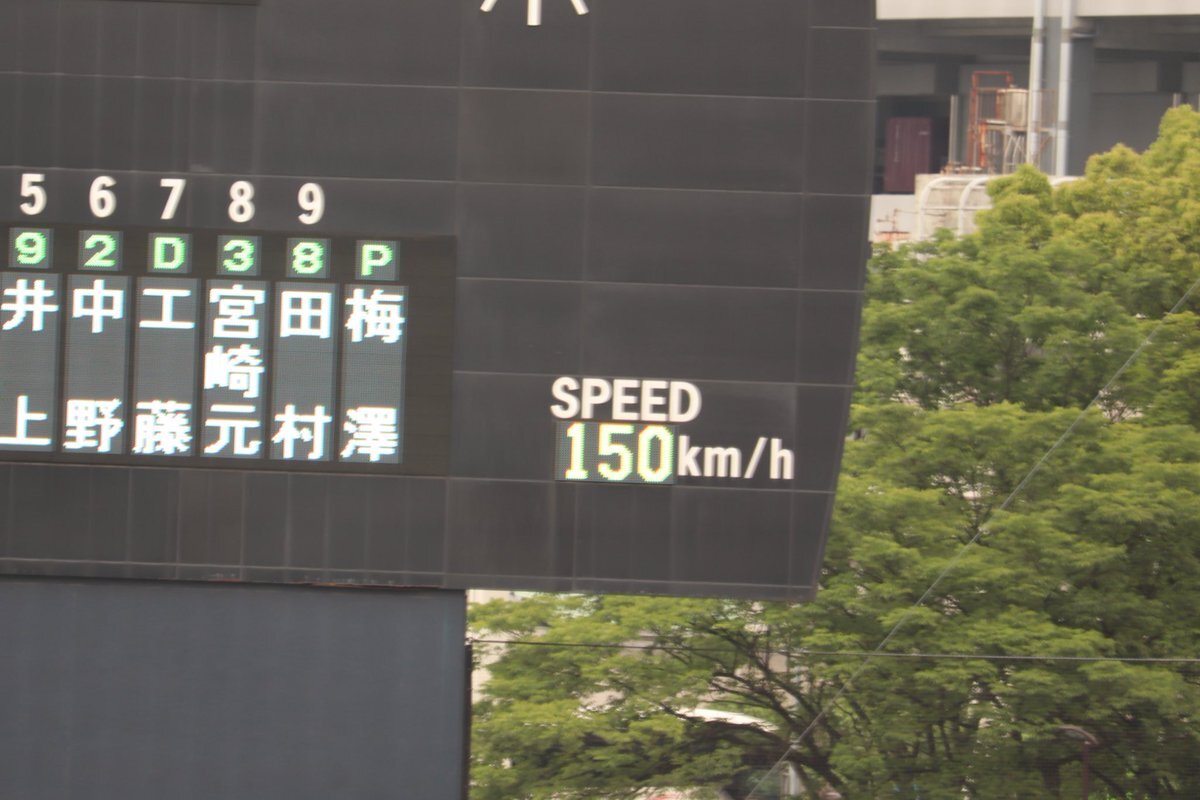 5 6 7 8 9
9 2 D 3 8 P
井上 中野 工藤 宮崎元 田村 梅澤
SPEED
150km/h